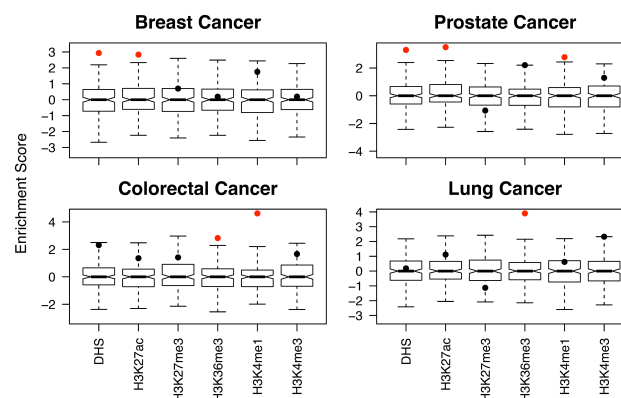 Breast Cancer
3
2
1
0
−1
−2
−3
Prostate Cancer
2
0
−2
−4
Enrichment Score
Colorectal Cancer
4
2
0
−2
DHS
H3K27ac
H3K27me3
H3K36me3
H3K4me1
H3K4me3
Lung Cancer
4
3
2
1
0
−1
−2
−3
DHS
H3K27ac
H3K27me3
H3K36me3
H3K4me1
H3K4me3